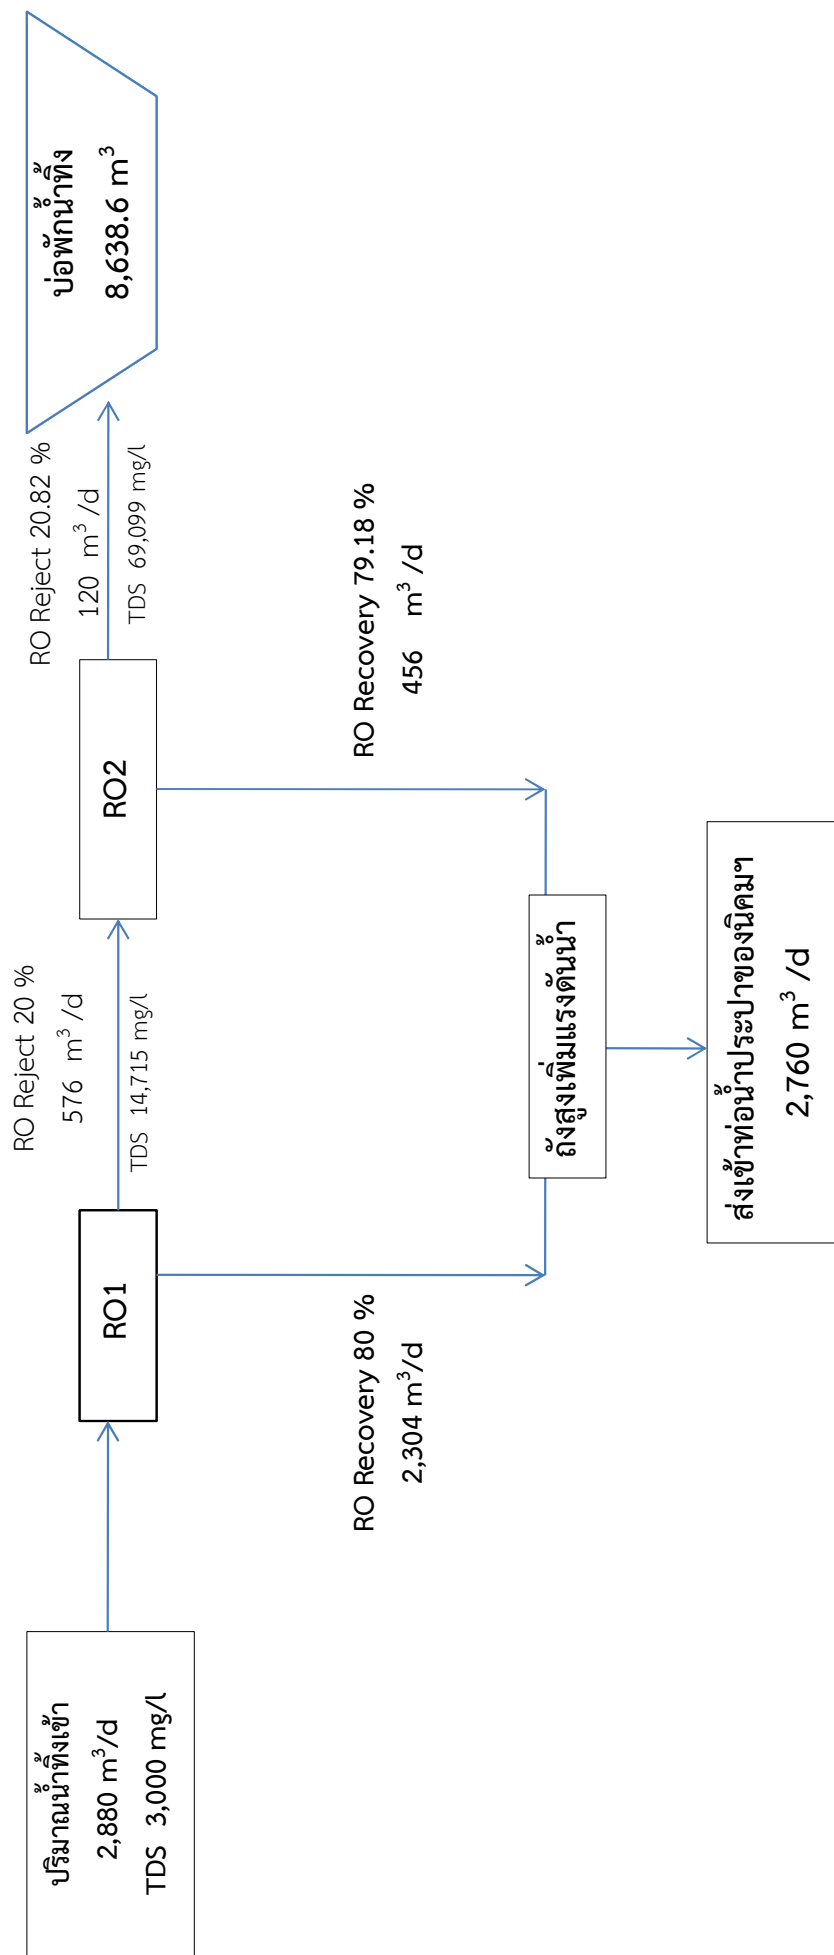 ปริมาณน้ำทิ้งเข้า
2,880 m³/d
TDS 3,000 mg/l
RO1
RO Reject 20 %
576 m³ /d
TDS 14,715 mg/l
RO2
RO Reject 20.82 %
120 m³ /d
TDS 69,099 mg/l
บ่อพักน้ำทิ้ง
8,638.6 m³
RO Recovery 80 %
2,304 m³/d
RO Recovery 79.18 %
456 m³ /d
ถังสูงเพิ่มแรงดันน้ำ
ส่งเข้าท่อน้ำประปาของนิคมฯ
2,760 m³ /d